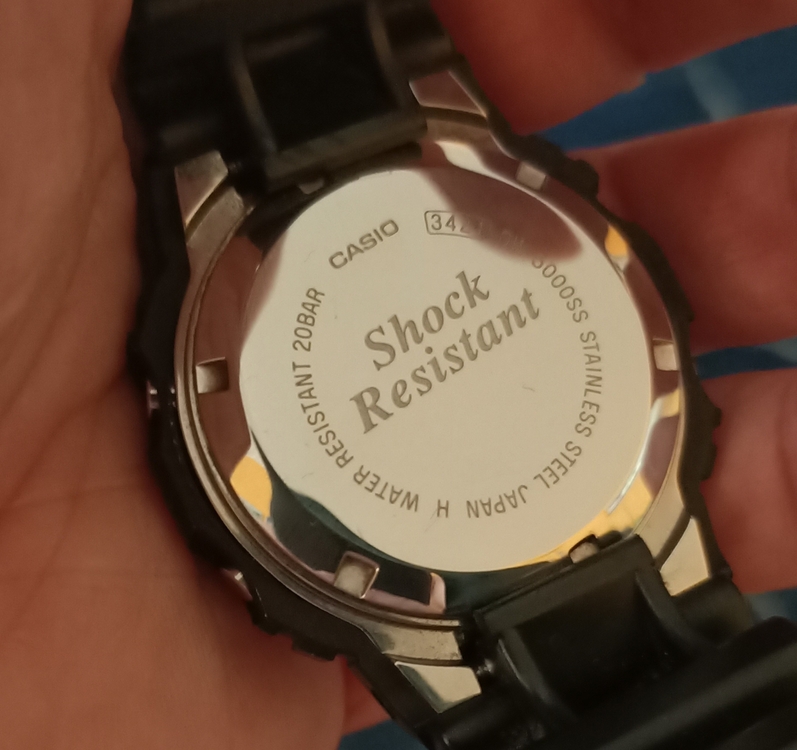 CASIO
Shock
Resistant
STAINLESS STEEL JAPAN H WATER RESISTANT 20BAR